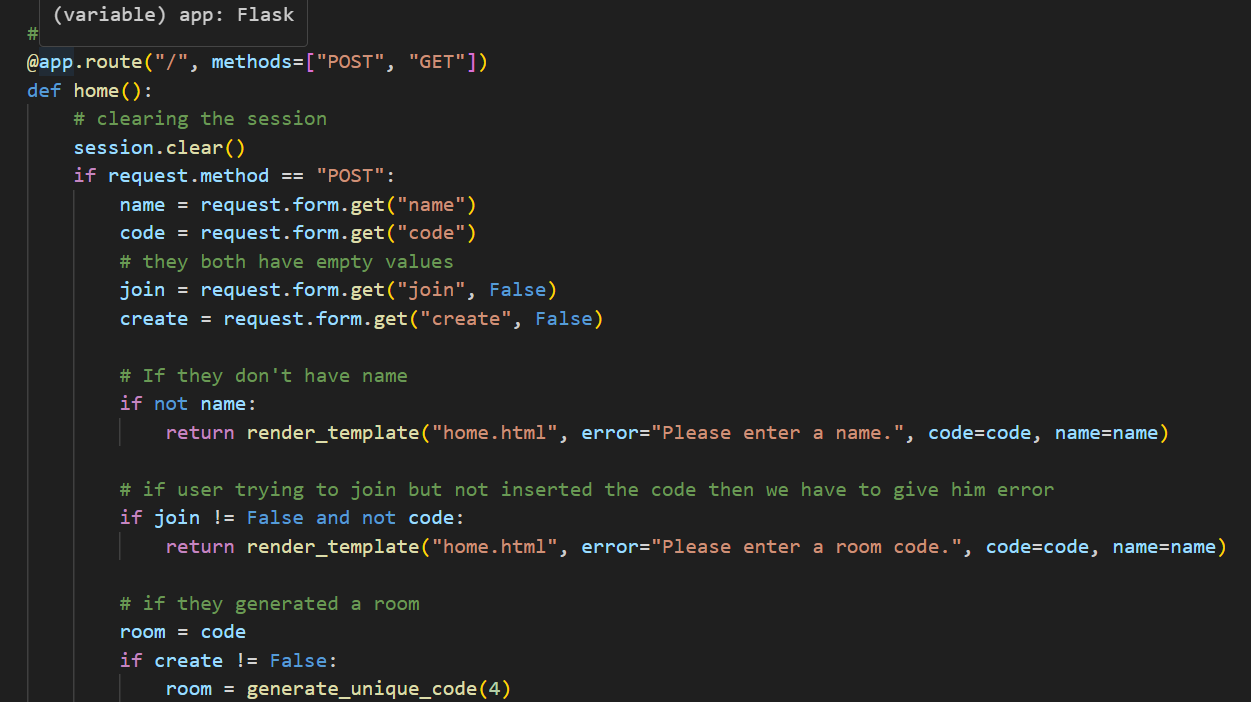 (variable) app: Flask
#
@app.route("/", methods=["POST", "GET"])
def home():
    # clearing the session
    session.clear()
    if request.method == "POST":
        name = request.form.get("name")
        code = request.form.get("code")
        # they both have empty values
        join = request.form.get("join", False)
        create = request.form.get("create", False)

        # If they don't have name
        if not name:
            return render_template("home.html", error="Please enter a name.", code=code, name=name)

        # if user trying to join but not inserted the code then we have to give him error
        if join != False and not code:
            return render_template("home.html", error="Please enter a room code.", code=code, name=name)

        # if they generated a room
        room = code
        if create != False:
            room = generate_unique_code(4)